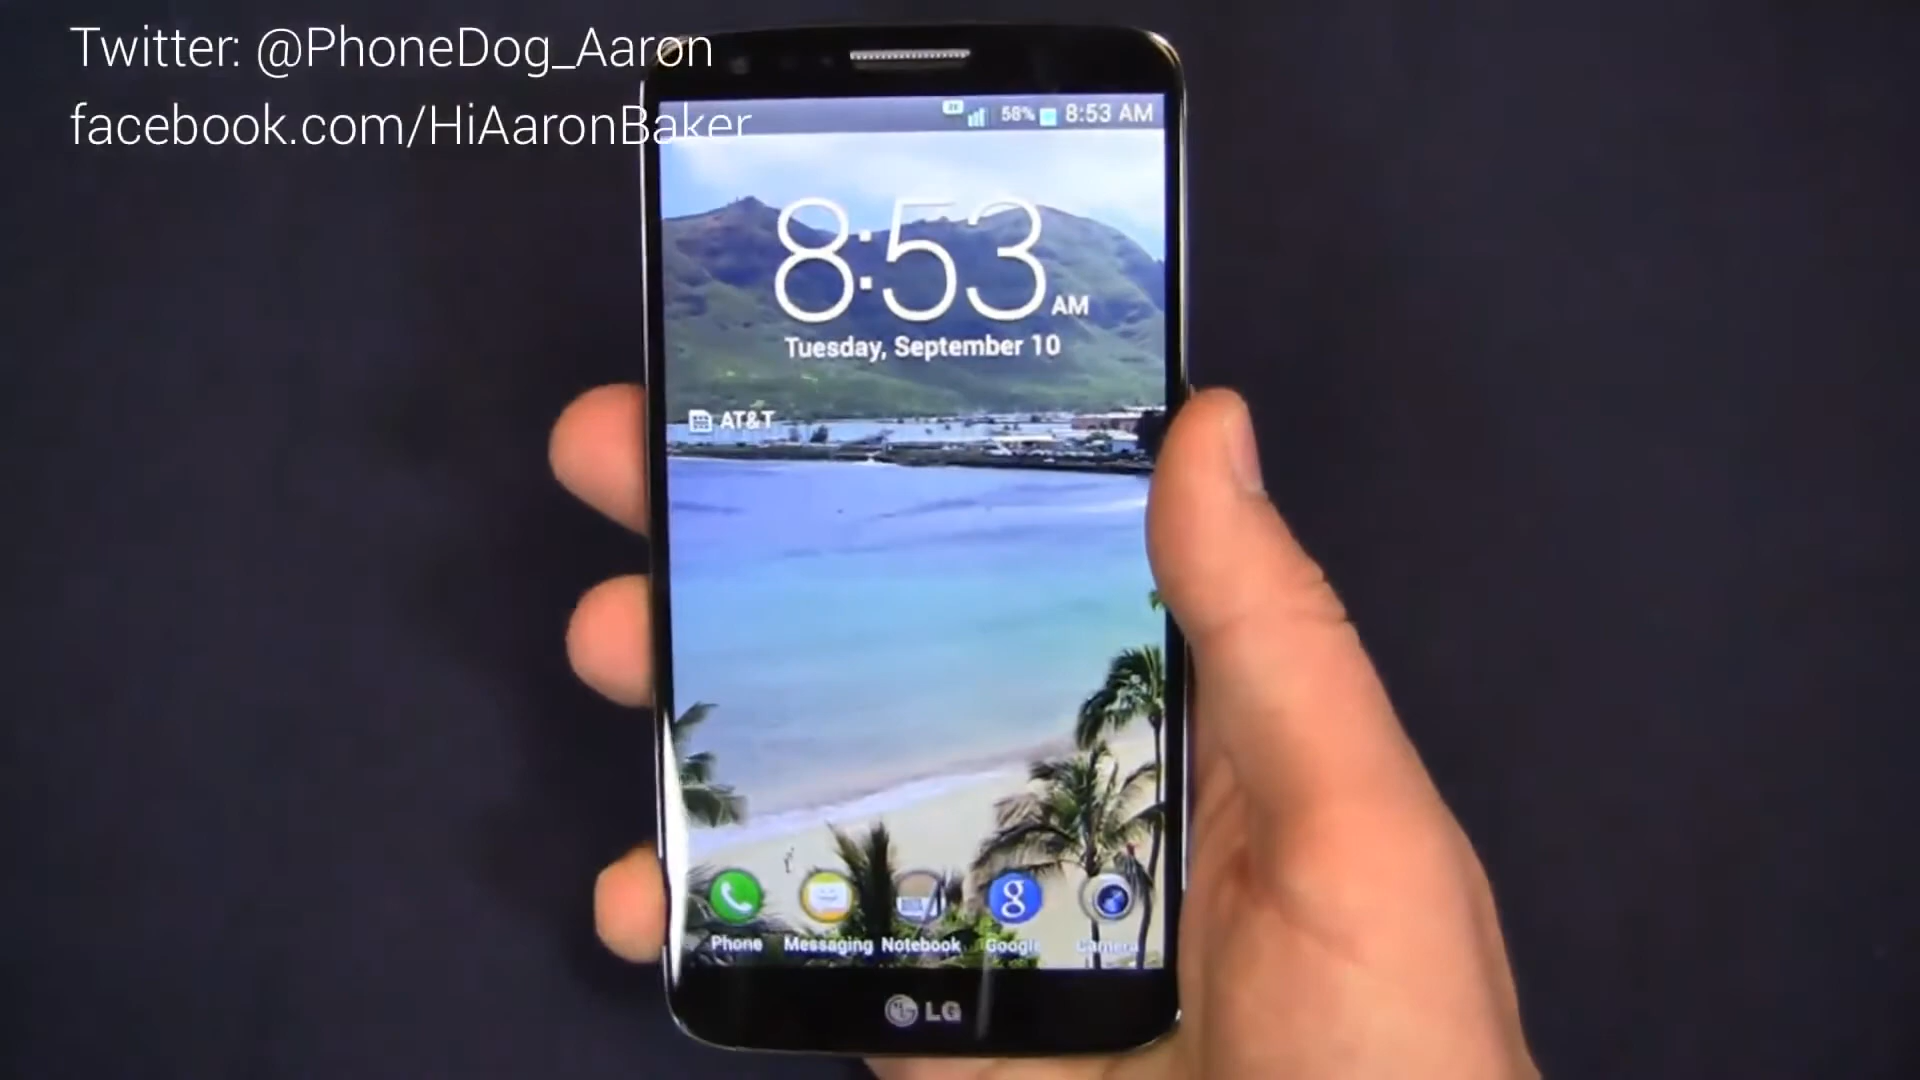 Twitter: @PhoneDog_Aaron
facebook.com/HiAaronBaker
58% 8:53 AM
8:53 AM
Tuesday, September 10
AT&T
Phone Messaging Notebook Google Camera
LG